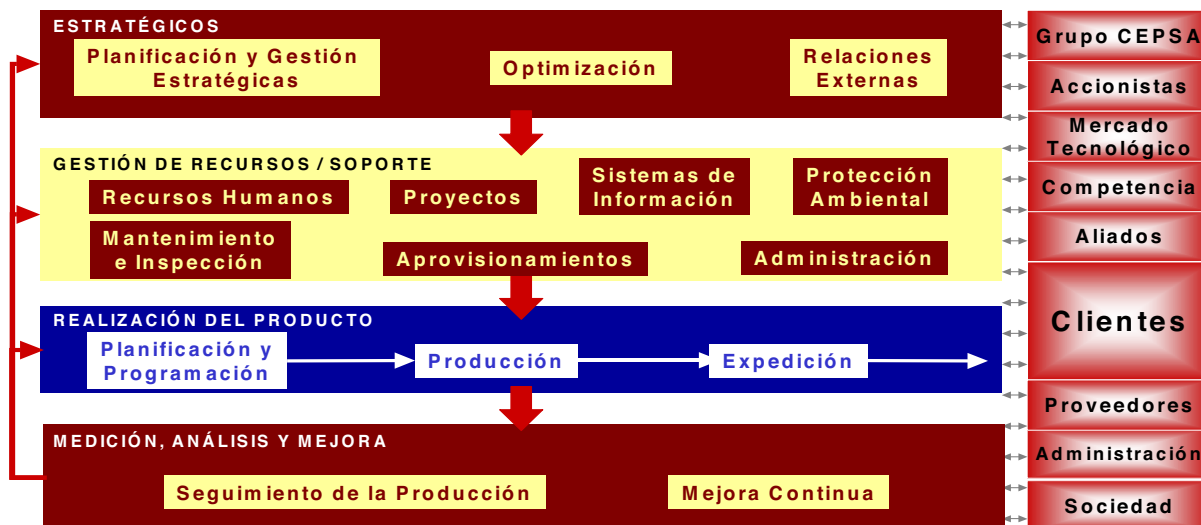 ESTRATÉGICOS
Planificación y Gestión
Estratégicas
Optimización
Relaciones
Externas
GESTIÓN DE RECURSOS / SOPORTE
Recursos Humanos
Proyectos
Sistemas de
Información
Protección
Ambiental
Mantenimiento
e Inspección
Aprovisionamientos
Administración
REALIZACIÓN DEL PRODUCTO
Planificación y
Programación
Producción
Expedición
MEDICIÓN, ANÁLISIS Y MEJORA
Seguimiento de la Producción
Mejora Continua
Grupo CEPSA
Accionistas
Mercado
Tecnológico
Competencia
Aliados
Clientes
Proveedores
Administración
Sociedad